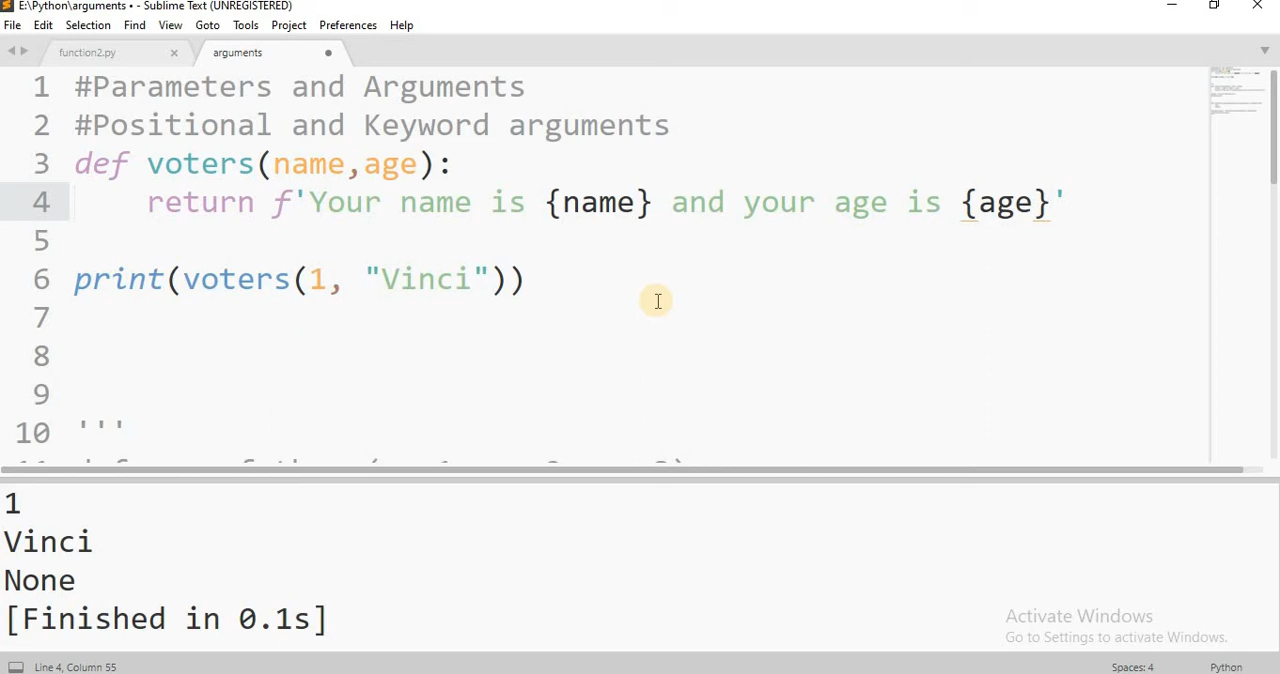 E:\Python\arguments • - Sublime Text (UNREGISTERED)
File Edit Selection Find View Goto Tools Project Preferences Help
function2.py × arguments
1 #Parameters and Arguments
2 #Positional and Keyword arguments
3 def voters(name,age):
4     return f'Your name is {name} and your age is {age}'
5
6 print(voters(1, "Vinci"))
7
8
9
10 '''
1
Vinci
None
[Finished in 0.1s]
Activate Windows
Go to Settings to activate Windows.
Line 4, Column 55 Spaces: 4 Python